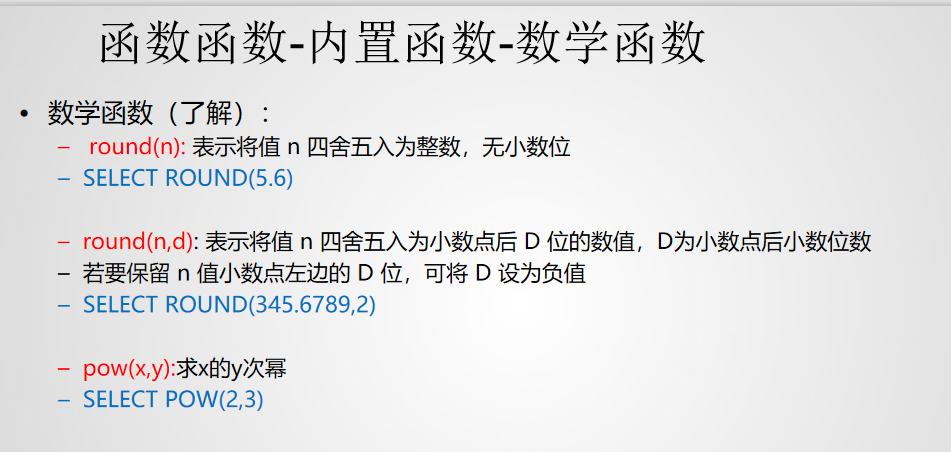 函数函数-内置函数-数学函数
• 数学函数（了解）：
– round(n): 表示将值 n 四舍五入为整数，无小数位
– SELECT ROUND(5.6)
– round(n,d): 表示将值 n 四舍五入为小数点后 D 位的数值，D为小数点后小数位数
– 若要保留 n 值小数点左边的 D 位，可将 D 设为负值
– SELECT ROUND(345.6789,2)
– pow(x,y):求x的y次幂
– SELECT POW(2,3)